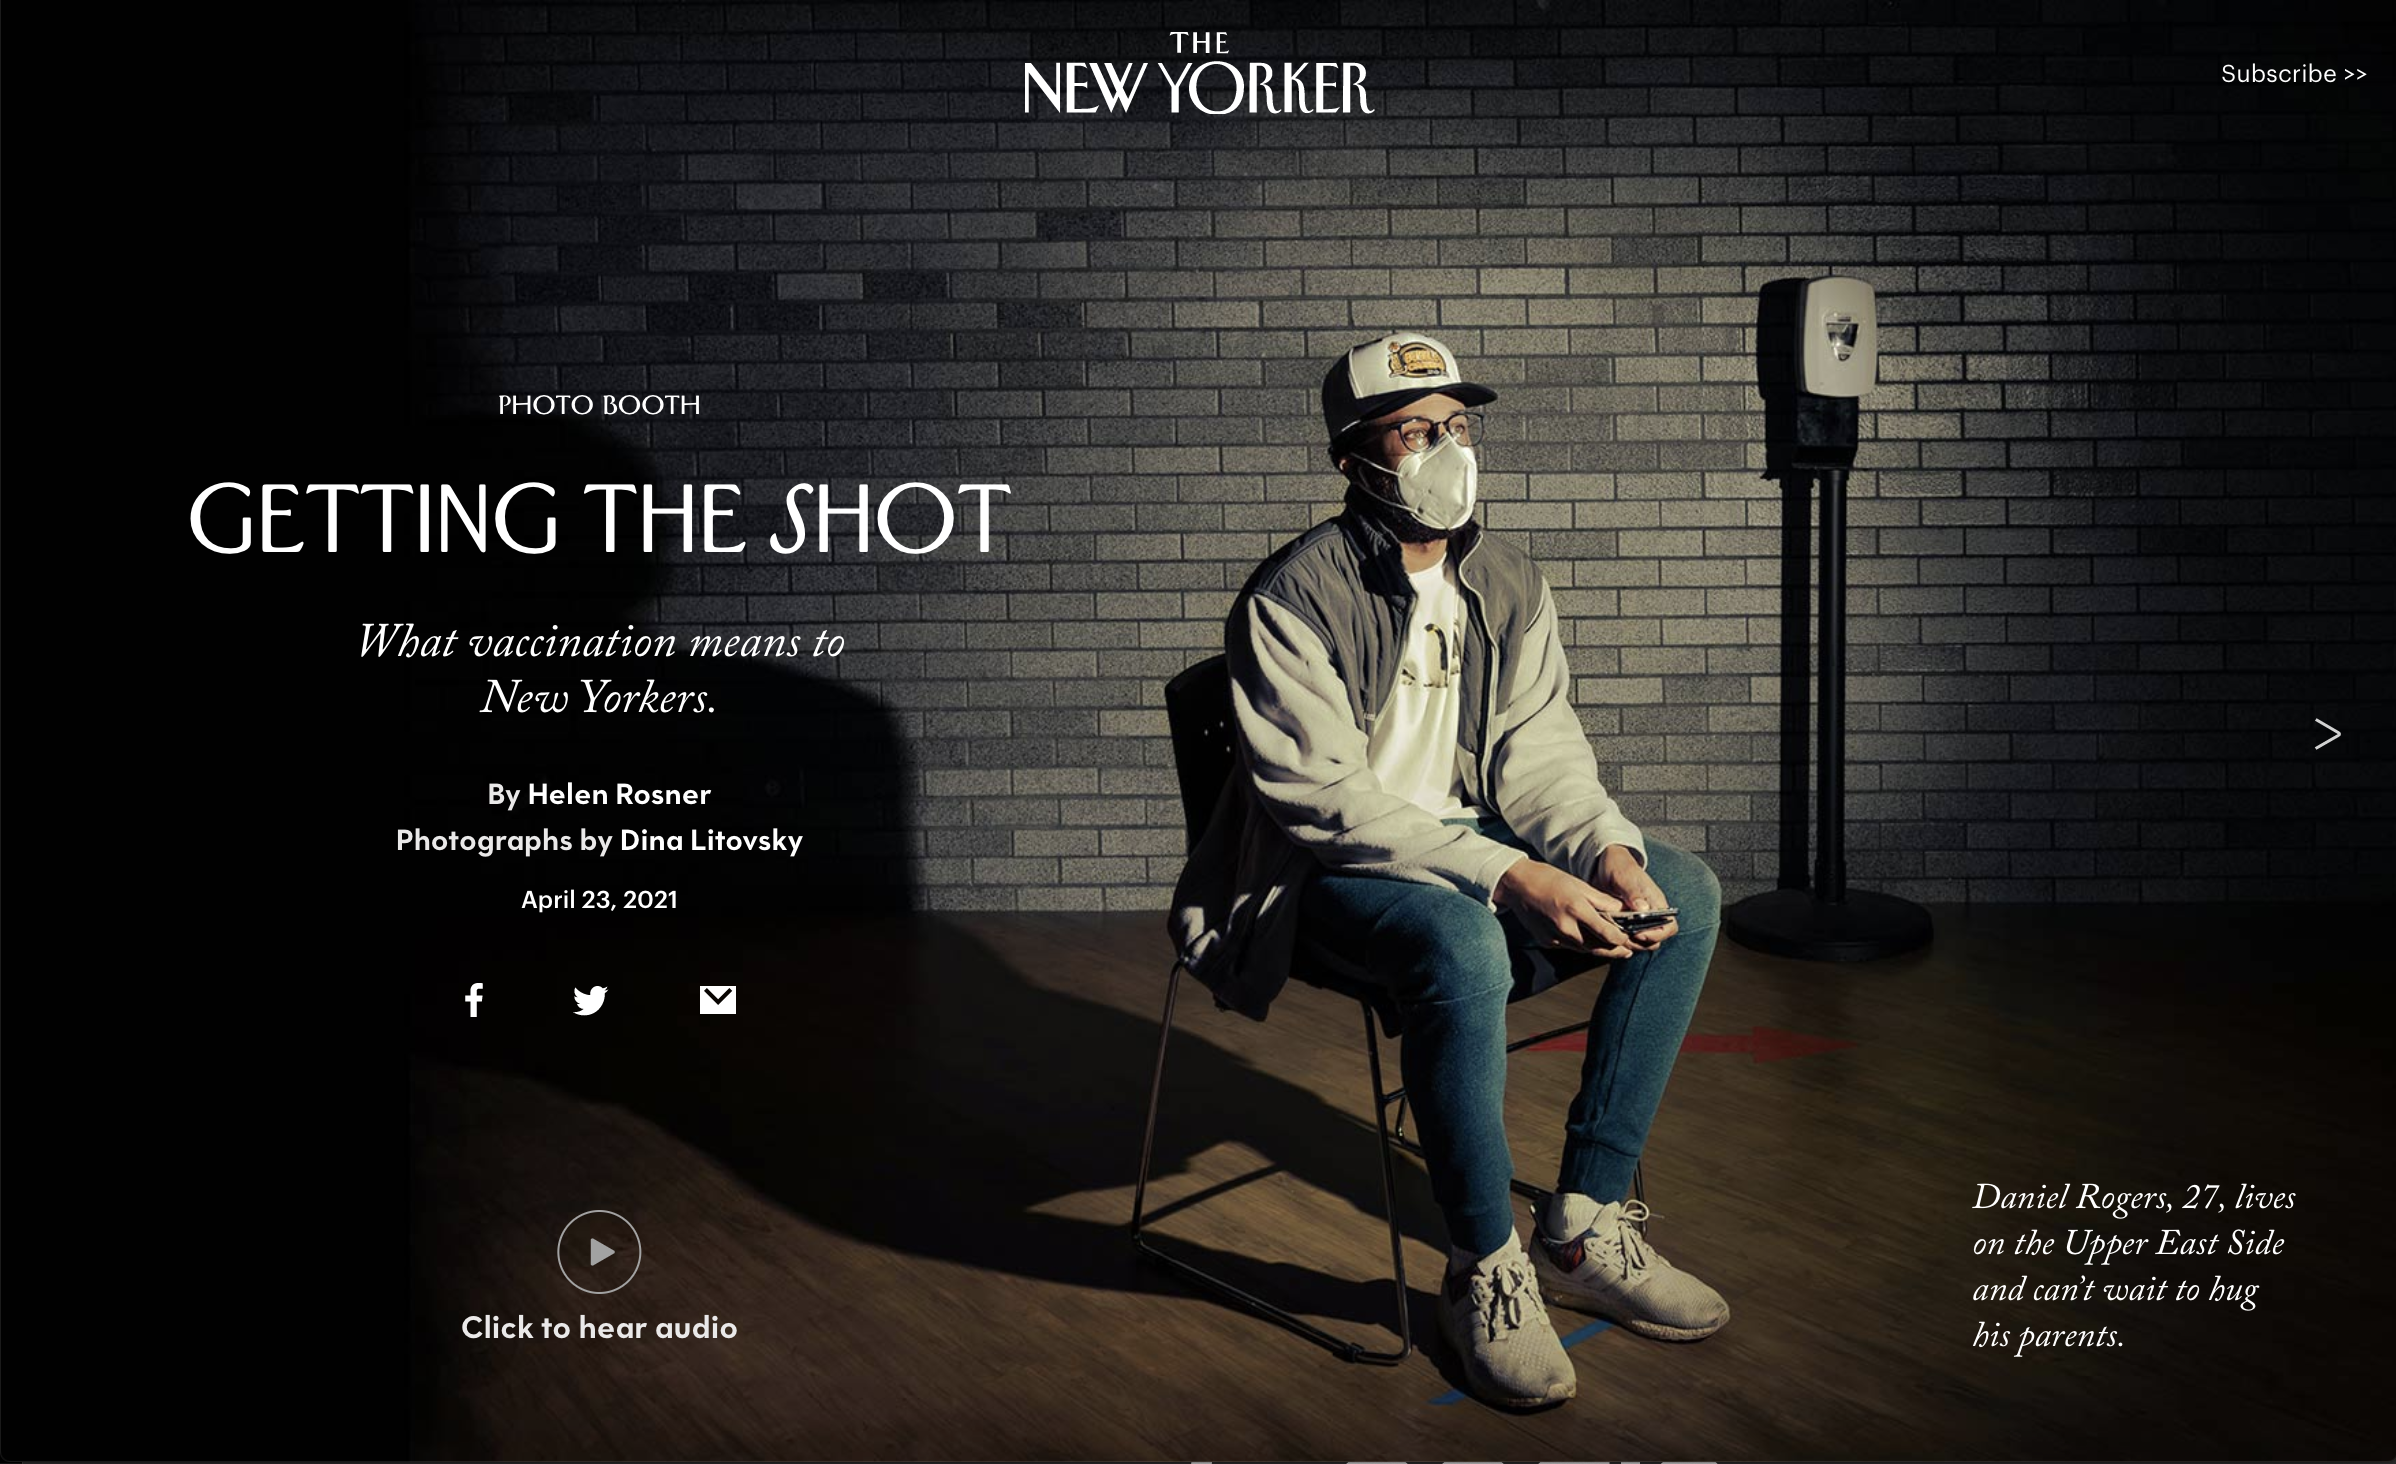 THE
NEW YORKER
Subscribe >>
PHOTO BOOTH
GETTING THE SHOT
What vaccination means to
New Yorkers.
By Helen Rosner
Photographs by Dina Litovsky
April 23, 2021
>
Click to hear audio
Daniel Rogers, 27, lives
on the Upper East Side
and can’t wait to hug
his parents.